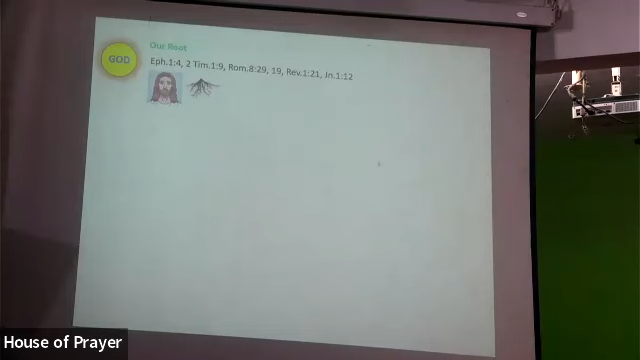 Our Root
GOD
Eph.1:4, 2 Tim.1:9, Rom.8:29, 19, Rev.1:21, Jn.1:12
House of Prayer